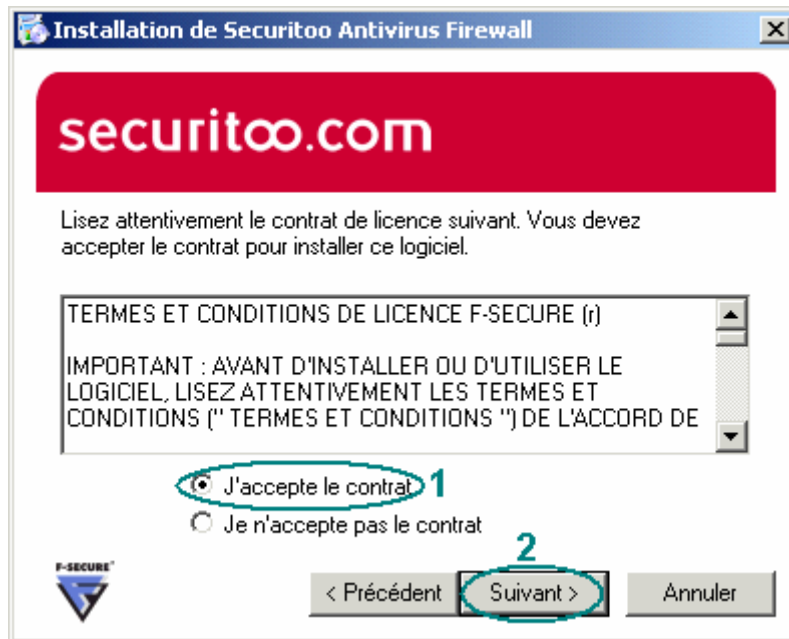 Installation de Securitoo Antivirus Firewall
securitoo.com
Lisez attentivement le contrat de licence suivant. Vous devez
accepter le contrat pour installer ce logiciel.
TERMES ET CONDITIONS DE LICENCE F-SECURE (r)
IMPORTANT : AVANT D'INSTALLER OU D'UTILISER LE
LOGICIEL, LISEZ ATTENTIVEMENT LES TERMES ET
CONDITIONS (" TERMES ET CONDITIONS ") DE L'ACCORD DE
J'accepte le contrat 1
Je n'accepte pas le contrat
2
F-SECURE
< Précédent Suivant > Annuler